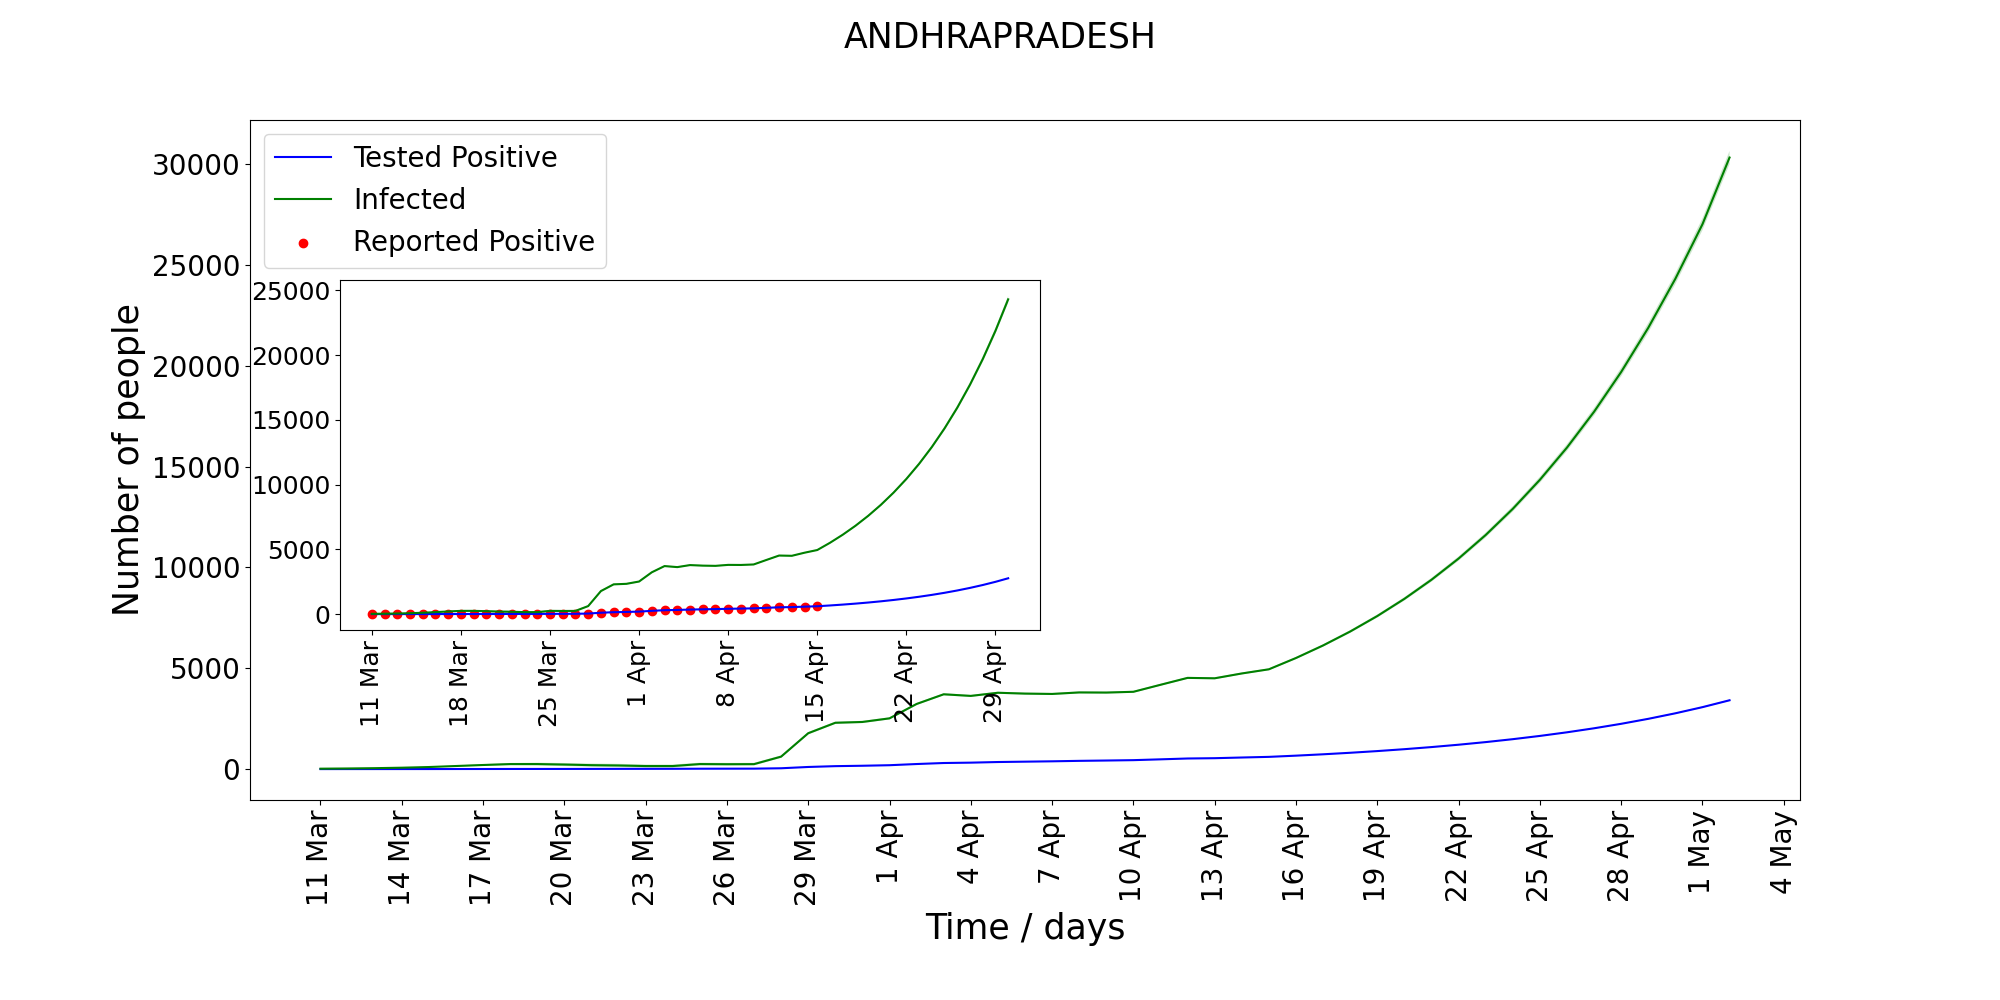 ANDHRAPRADESH
Tested Positive
Infected
Reported Positive
Number of people
30000
25000
20000
15000
10000
5000
0
25000
20000
15000
10000
5000
0
11 Mar
18 Mar
25 Mar
1 Apr
8 Apr
15 Apr
22 Apr
29 Apr
11 Mar
14 Mar
17 Mar
20 Mar
23 Mar
26 Mar
29 Mar
1 Apr
4 Apr
7 Apr
10 Apr
13 Apr
16 Apr
19 Apr
22 Apr
25 Apr
28 Apr
1 May
4 May
Time / days